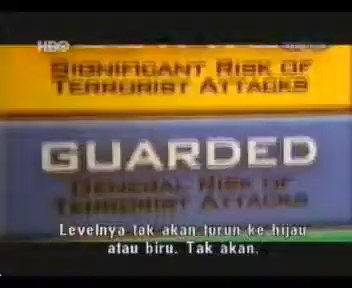 HBO
SIGNIFICANT RISK OF
TERRORIST ATTACKS
GUARDED
GENERAL RISK OF
TERRORIST ATTACKS
Levelnya tak akan turun ke hijau
atau biru. Tak akan.